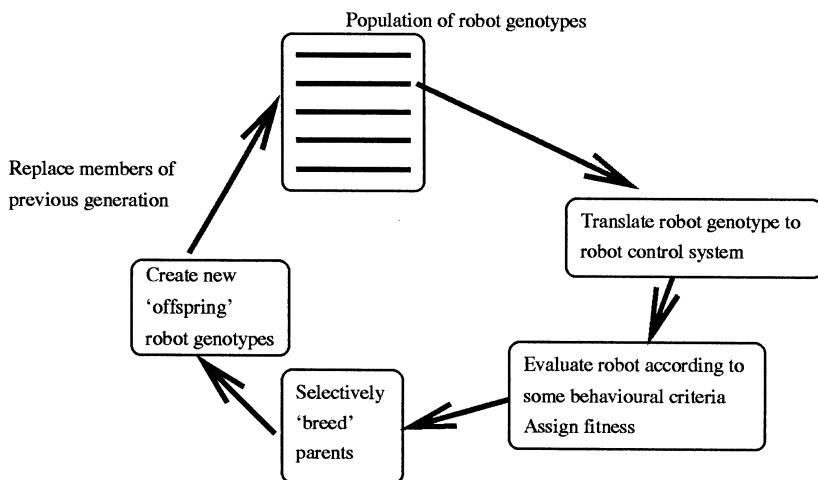 Population of robot genotypes
Translate robot genotype to
robot control system
Evaluate robot according to
some behavioural criteria
Assign fitness
Selectively
‘breed’
parents
Create new
‘offspring’
robot genotypes
Replace members of
previous generation